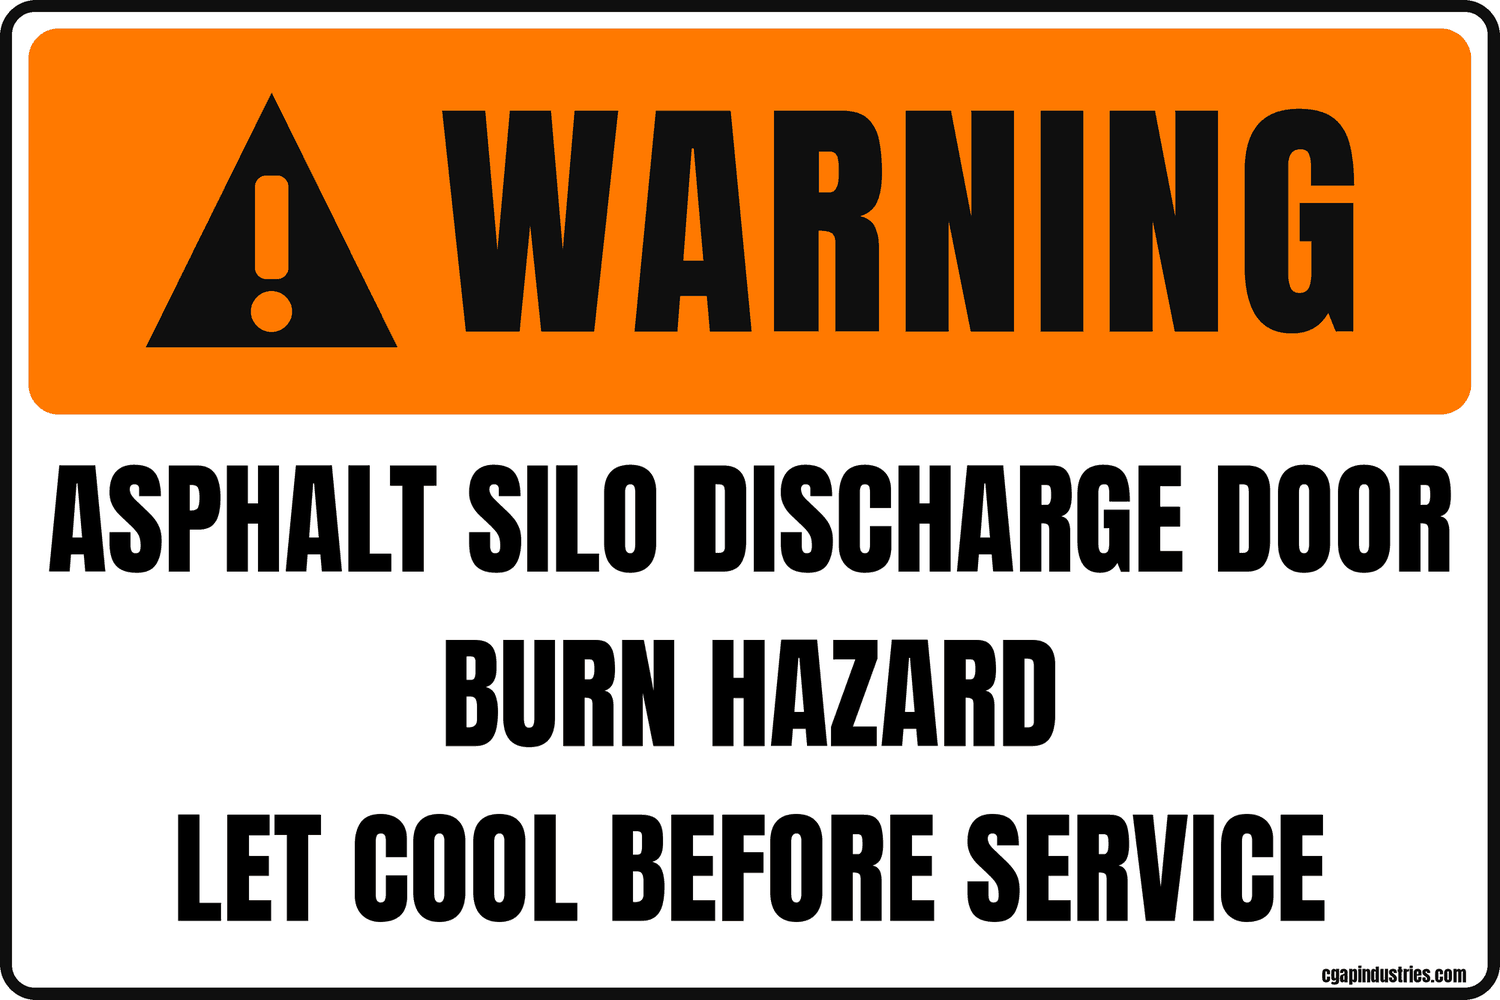 WARNING
ASPHALT SILO DISCHARGE DOOR
BURN HAZARD
LET COOL BEFORE SERVICE
cgapindustries.com